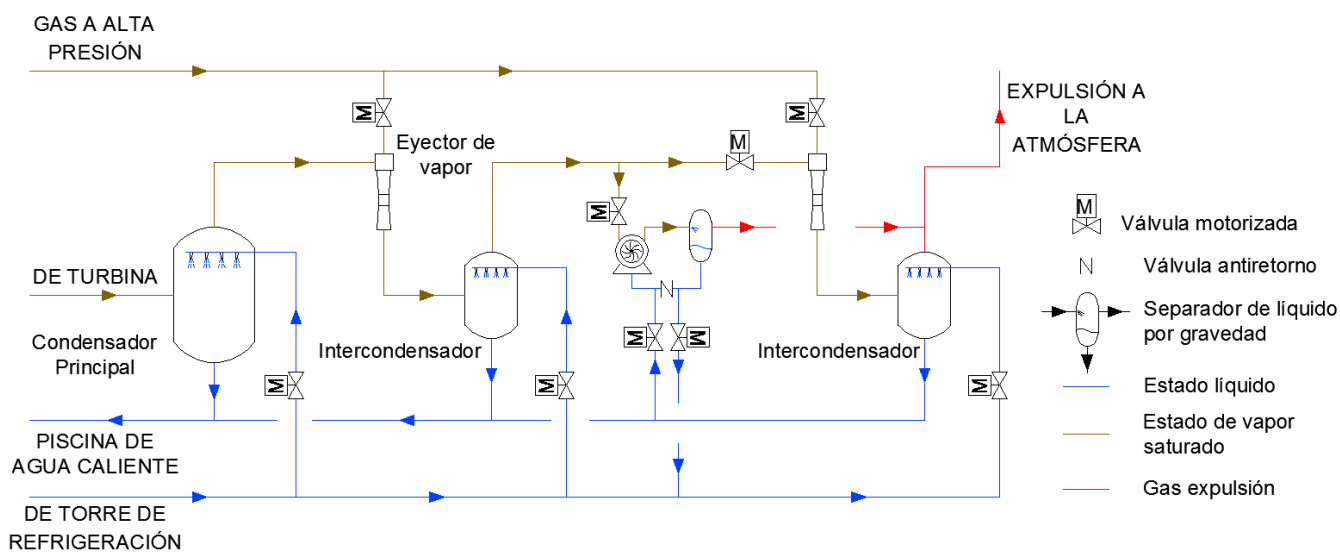 GAS A ALTA
PRESIÓN
M
M
Eyector de
vapor
M
EXPULSIÓN A
LA
ATMÓSFERA
M
Válvula motorizada
M
DE TURBINA
N
N
Válvula antiretorno
Separador de líquido
por gravedad
Condensador
Principal
Intercondensador
M
M
Intercondensador
M
M
M
Estado líquido
PISCINA DE
AGUA CALIENTE
Estado de vapor
saturado
Gas expulsión
DE TORRE DE
REFRIGERACIÓN